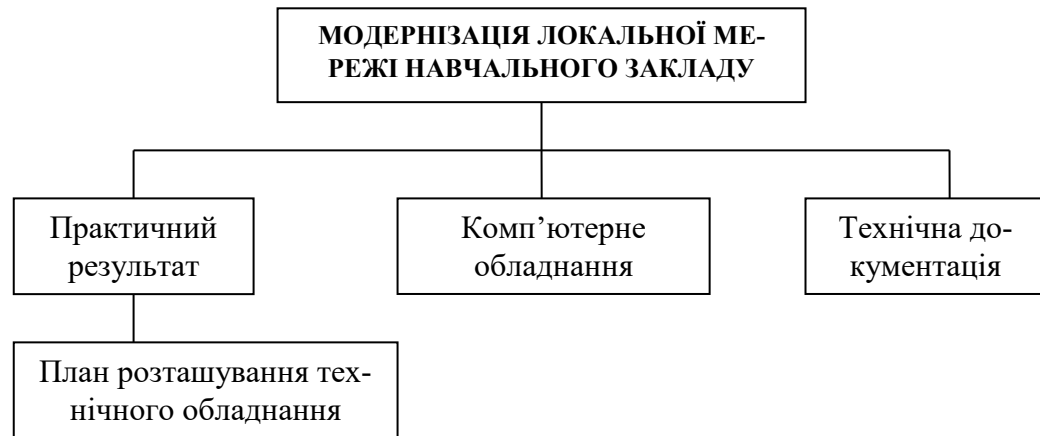 МОДЕРНІЗАЦІЯ ЛОКАЛЬНОЇ МЕ-
РЕЖІ НАВЧАЛЬНОГО ЗАКЛАДУ
Практичний
результат
Комп’ютерне
обладнання
Технічна до-
кументація
План розташування тех-
нічного обладнання